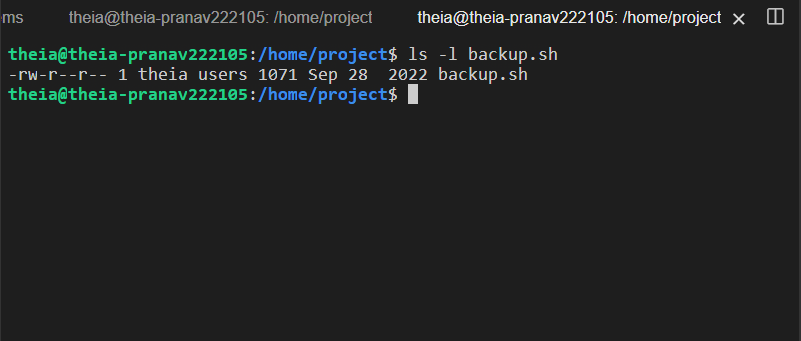 ems theia@theia-pranav222105: /home/project theia@theia-pranav222105: /home/project
theia@theia-pranav222105:/home/project$ ls -l backup.sh
-rw-r--r-- 1 theia users 1071 Sep 28  2022 backup.sh
theia@theia-pranav222105:/home/project$